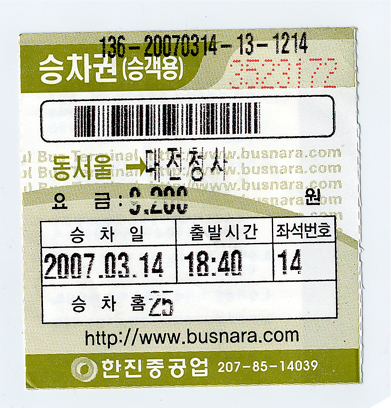 136-20070314-13-1214
승차권(승객용) 2523172
동서울 → 대전청사
요 금: 9,200 원
승 차 일 출발시간 좌석번호
2007.03.14 18:40 14
승 차 홈 25
http://www.busnara.com
한진중공업 207-85-14039